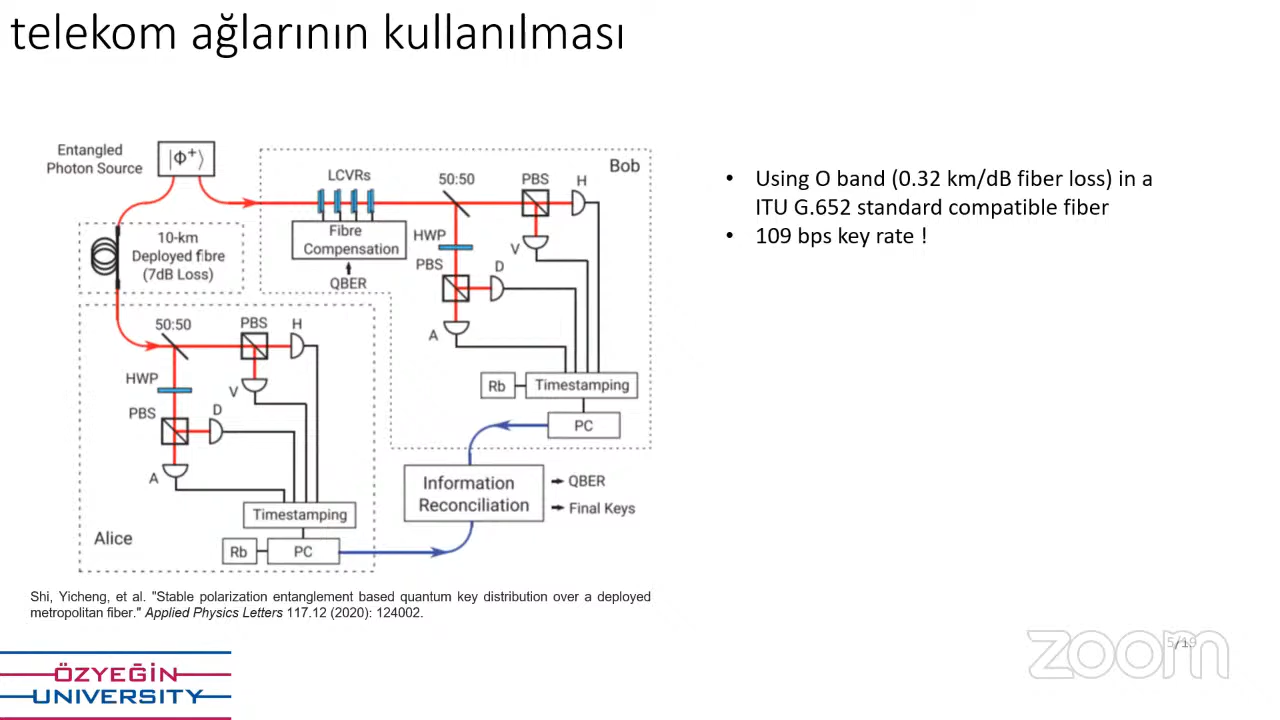 telekom ağlarının kullanılması
Entangled
Photon Source
|Φ⁺⟩
10-km
Deployed fibre
(7dB Loss)
LCVRs
Fibre
Compensation
QBER
50:50
PBS
H
Bob
HWP
V
PBS
D
A
Rb
Timestamping
PC
50:50
PBS
H
HWP
V
PBS
D
A
Timestamping
Alice
Rb
PC
Information
Reconciliation
QBER
Final Keys
• Using O band (0.32 km/dB fiber loss) in a
ITU G.652 standard compatible fiber
• 109 bps key rate !
Shi, Yicheng, et al. "Stable polarization entanglement based quantum key distribution over a deployed
metropolitan fiber." Applied Physics Letters 117.12 (2020): 124002.
ÖZYEĞİN
UNIVERSITY
zoom
5/19